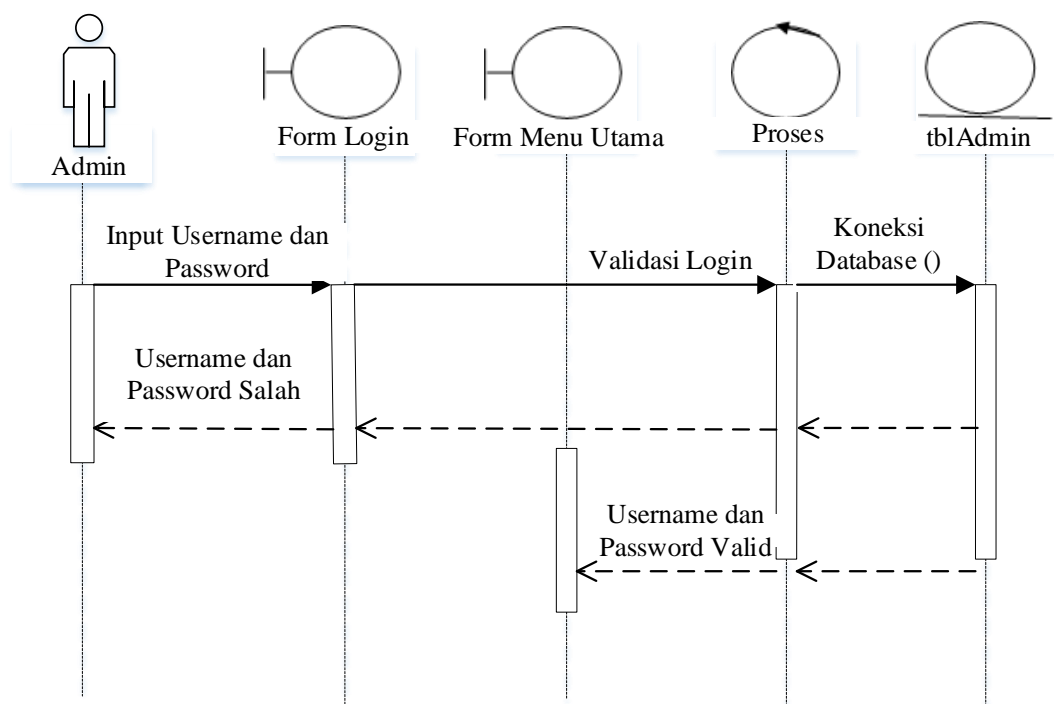 Form Login
Form Menu Utama
Proses
tblAdmin
Admin
Input Username dan
Password
Validasi Login
Koneksi
Database ()
Username dan
Password Salah
Username dan
Password Valid